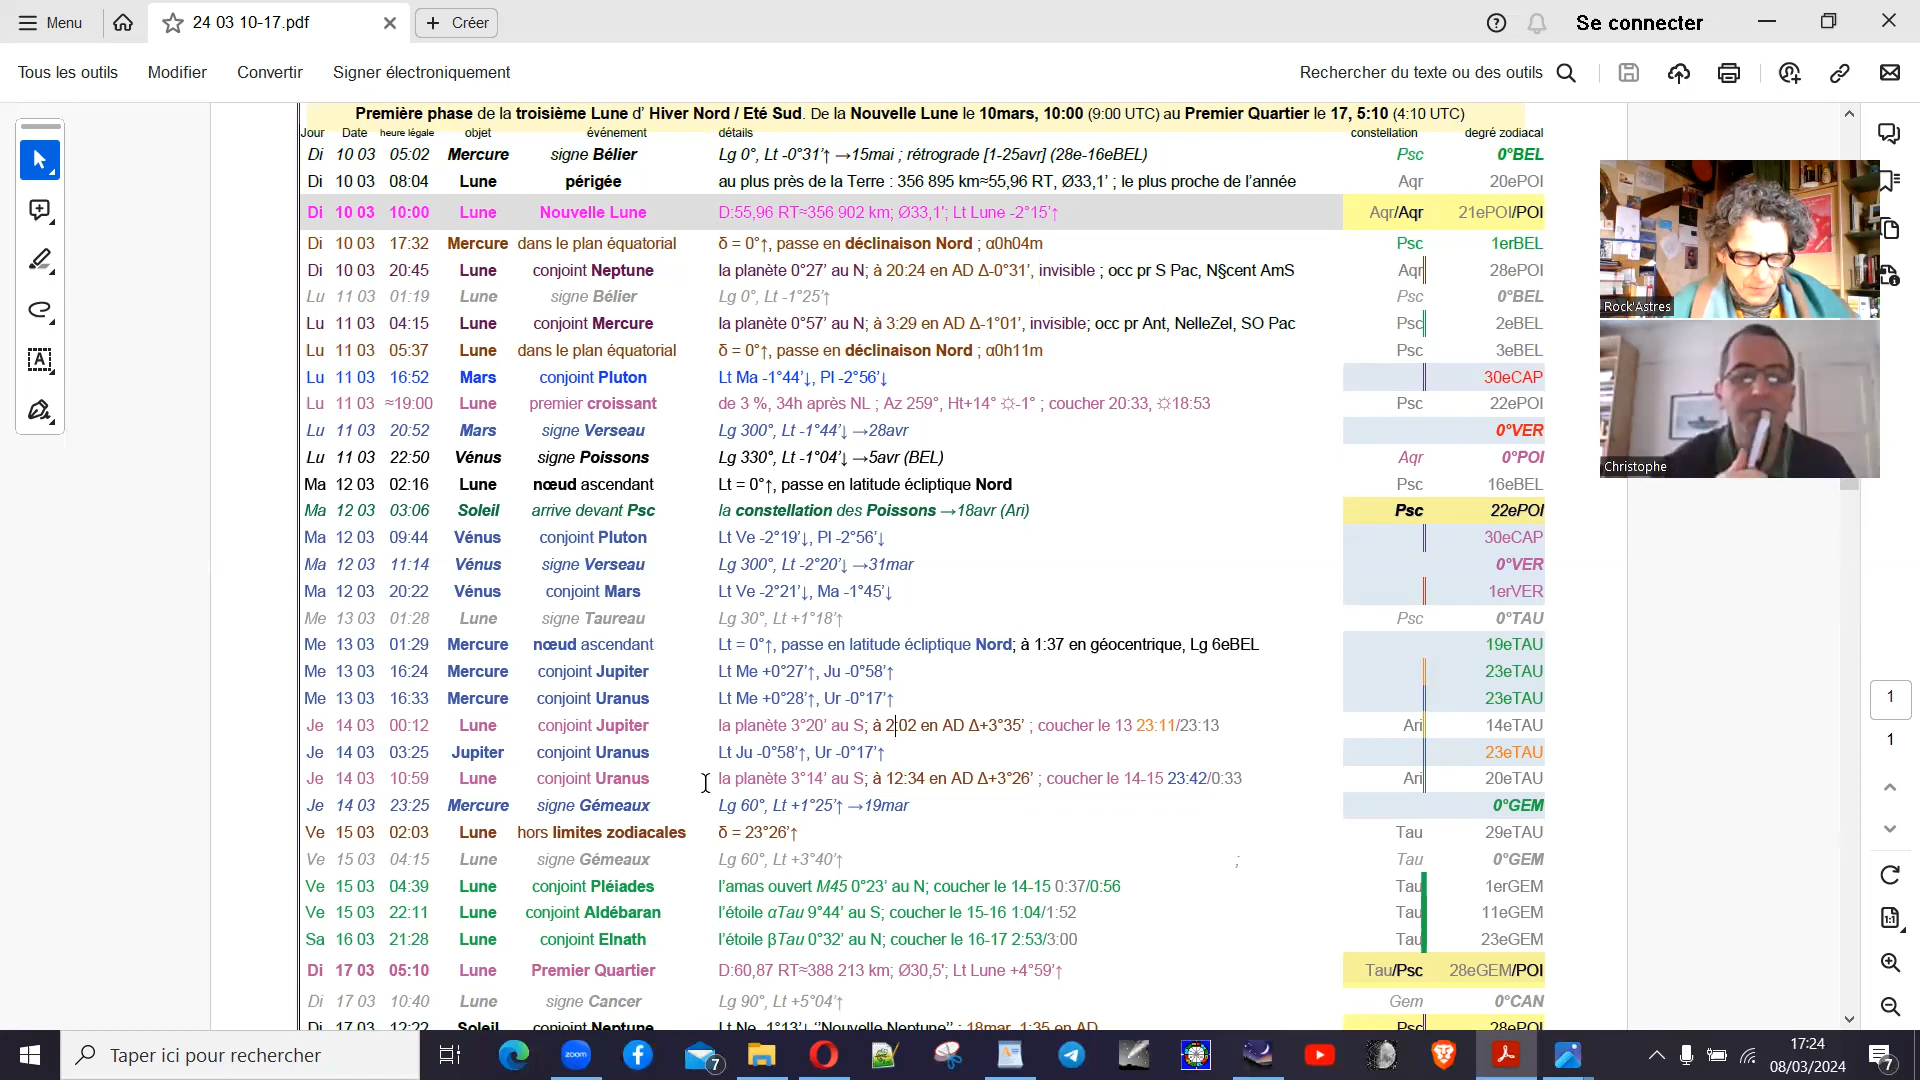 Menu 24 03 10-17.pdf Créer Se connecter
Tous les outils Modifier Convertir Signer électroniquement Rechercher du texte ou des outils
Première phase de la troisième Lune d’ Hiver Nord / Eté Sud. De la Nouvelle Lune le 10mars, 10:00 (9:00 UTC) au Premier Quartier le 17, 5:10 (4:10 UTC)
Jour Date heure légale objet événement détails constellation degré zodiacal
Di 10 03 05:02 Mercure signe Bélier Lg 0°, Lt -0°31’↑ →15mai ; rétrograde [1-25avr] (28e-16eBEL) Psc 0°BEL
Di 10 03 08:04 Lune périgée au plus près de la Terre : 356 895 km≈55,96 RT, Ø33,1’ ; le plus proche de l’année Aqr 20ePOI
Di 10 03 10:00 Lune Nouvelle Lune D:55,96 RT≈356 902 km; Ø33,1’; Lt Lune -2°15’↑ Aqr/Aqr 21ePOI/POI
Di 10 03 17:32 Mercure dans le plan équatorial δ = 0°↑, passe en déclinaison Nord ; α0h04m Psc 1erBEL
Di 10 03 20:45 Lune conjoint Neptune la planète 0°27’ au N; à 20:24 en AD Δ-0°31’, invisible ; occ pr S Pac, N§cent AmS Aqr 28ePOI
Lu 11 03 01:19 Lune signe Bélier Lg 0°, Lt -1°25’↑ Psc 0°BEL
Lu 11 03 04:15 Lune conjoint Mercure la planète 0°57’ au N; à 3:29 en AD Δ-1°01’, invisible; occ pr Ant, NelleZel, SO Pac Psc 2eBEL
Lu 11 03 05:37 Lune dans le plan équatorial δ = 0°↑, passe en déclinaison Nord ; α0h11m Psc 3eBEL
Lu 11 03 16:52 Mars conjoint Pluton Lt Ma -1°44’↓, Pl -2°56’↓ 30eCAP
Lu 11 03 ≈19:00 Lune premier croissant de 3 %, 34h après NL ; Az 259°, Ht+14° ☼-1° ; coucher 20:33, ☼18:53 Psc 22ePOI
Lu 11 03 20:52 Mars signe Verseau Lg 300°, Lt -1°44’↓ →28avr 0°VER
Lu 11 03 22:50 Vénus signe Poissons Lg 330°, Lt -1°04’↓ →5avr (BEL) Aqr 0°POI
Ma 12 03 02:16 Lune nœud ascendant Lt = 0°↑, passe en latitude écliptique Nord Psc 16eBEL
Ma 12 03 03:06 Soleil arrive devant Psc la constellation des Poissons →18avr (Ari) Psc 22ePOI
Ma 12 03 09:44 Vénus conjoint Pluton Lt Ve -2°19’↓, Pl -2°56’↓ 30eCAP
Ma 12 03 11:14 Vénus signe Verseau Lg 300°, Lt -2°20’↓ →31mar 0°VER
Ma 12 03 20:22 Vénus conjoint Mars Lt Ve -2°21’↓, Ma -1°45’↓ 1erVER
Me 13 03 01:28 Lune signe Taureau Lg 30°, Lt +1°18’↑ Psc 0°TAU
Me 13 03 01:29 Mercure nœud ascendant Lt = 0°↑, passe en latitude écliptique Nord; à 1:37 en géocentrique, Lg 6eBEL 19eTAU
Me 13 03 16:24 Mercure conjoint Jupiter Lt Me +0°27’↑, Ju -0°58’↑ 23eTAU
Me 13 03 16:33 Mercure conjoint Uranus Lt Me +0°28’↑, Ur -0°17’↑ 23eTAU
Je 14 03 00:12 Lune conjoint Jupiter la planète 3°20’ au S; à 2:02 en AD Δ+3°35’ ; coucher le 13 23:11/23:13 Ari 14eTAU
Je 14 03 03:25 Jupiter conjoint Uranus Lt Ju -0°58’↑, Ur -0°17’↑ 23eTAU
Je 14 03 10:59 Lune conjoint Uranus la planète 3°14’ au S; à 12:34 en AD Δ+3°26’ ; coucher le 14-15 23:42/0:33 Ari 20eTAU
Je 14 03 23:25 Mercure signe Gémeaux Lg 60°, Lt +1°25’↑ →19mar 0°GEM
Ve 15 03 02:03 Lune hors limites zodiacales δ = 23°26’↑ Tau 29eTAU
Ve 15 03 04:15 Lune signe Gémeaux Lg 60°, Lt +3°40’↑ ; Tau 0°GEM
Ve 15 03 04:39 Lune conjoint Pléiades l’amas ouvert M45 0°23’ au N; coucher le 14-15 0:37/0:56 Tau 1erGEM
Ve 15 03 22:11 Lune conjoint Aldébaran l’étoile αTau 9°44’ au S; coucher le 15-16 1:04/1:52 Tau 11eGEM
Sa 16 03 21:28 Lune conjoint Elnath l’étoile βTau 0°32’ au N; coucher le 16-17 2:53/3:00 Tau 23eGEM
Di 17 03 05:10 Lune Premier Quartier D:60,87 RT≈388 213 km; Ø30,5’; Lt Lune +4°59’↑ Tau/Psc 28eGEM/POI
Di 17 03 10:40 Lune signe Cancer Lg 90°, Lt +5°04’↑ Gem 0°CAN
Di 17 03 12:22 Soleil conjoint Neptune Lt Ne -1°13’↓ ‘‘Nouvelle Neptune’’ ; 18mar, 1:35 en AD Psc 28ePOI
Rock'Astres
Christophe
1
1
Taper ici pour rechercher zoom 7 17:24
08/03/2024 7